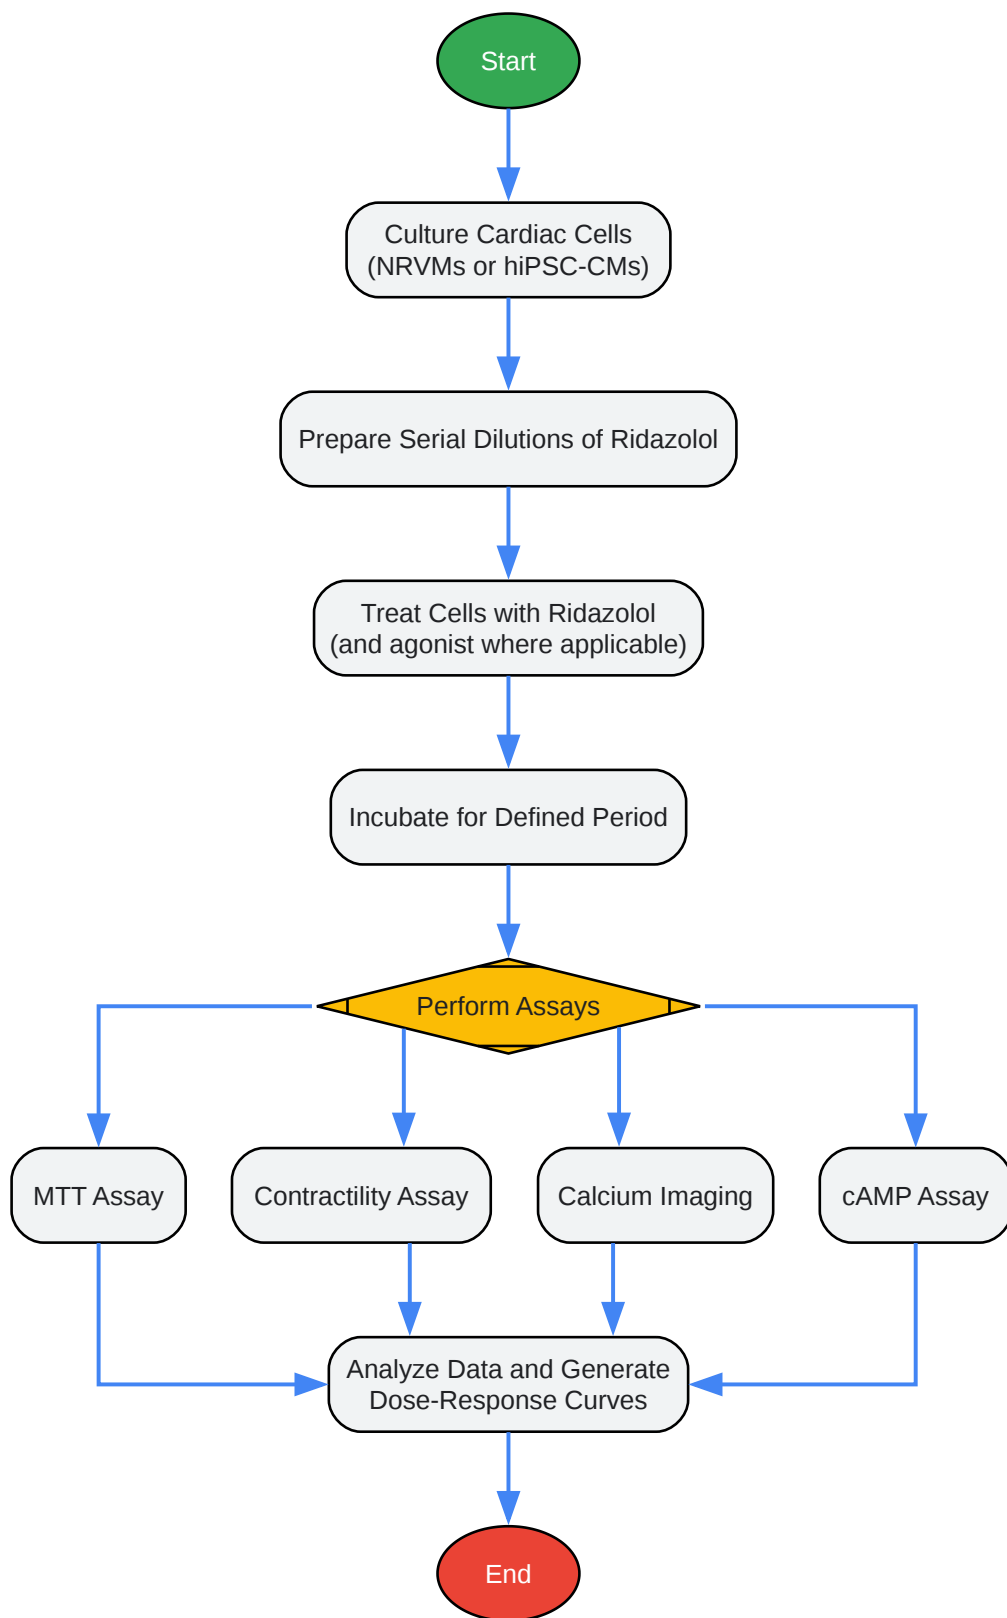 Start
Culture Cardiac Cells
(NRVMs or hiPSC-CMs)
Prepare Serial Dilutions of Ridazolol
Treat Cells with Ridazolol
(and agonist where applicable)
Incubate for Defined Period
Perform Assays
MTT Assay
Contractility Assay
Calcium Imaging
cAMP Assay
Analyze Data and Generate
Dose-Response Curves
End